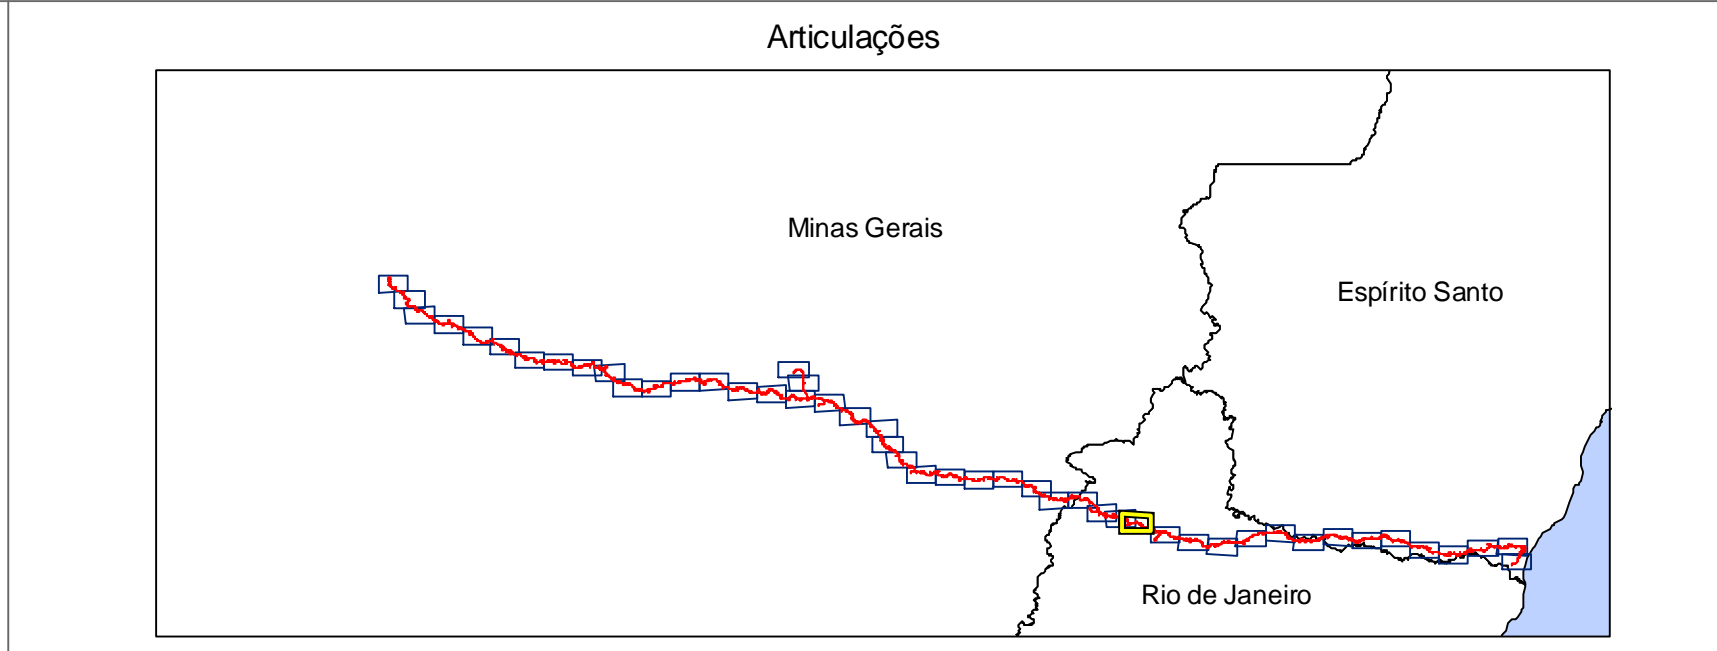 Articulações
Minas Gerais
Espírito Santo
Rio de Janeiro